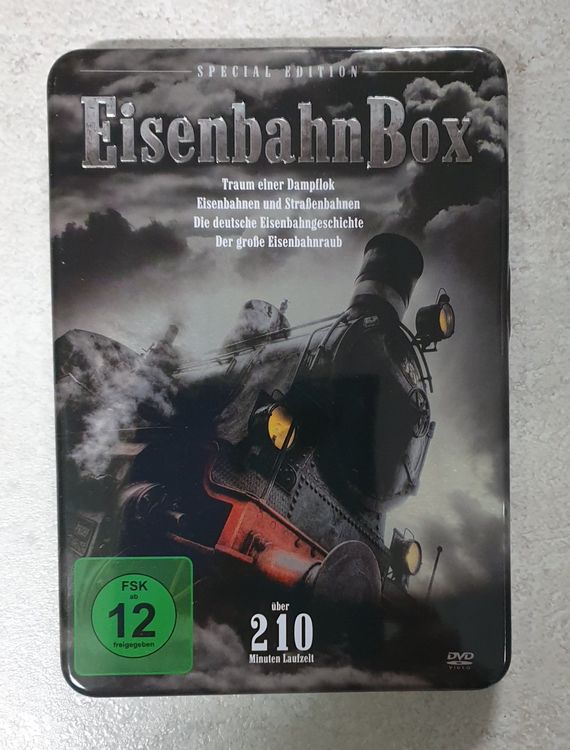 SPECIAL EDITION
EisenbahnBox
Traum einer Dampflok
Eisenbahnen und Straßenbahnen
Die deutsche Eisenbahngeschichte
Der große Eisenbahnraub
FSK
ab
12
freigegeben
über
210
Minuten Laufzeit
DVD
VIDEO